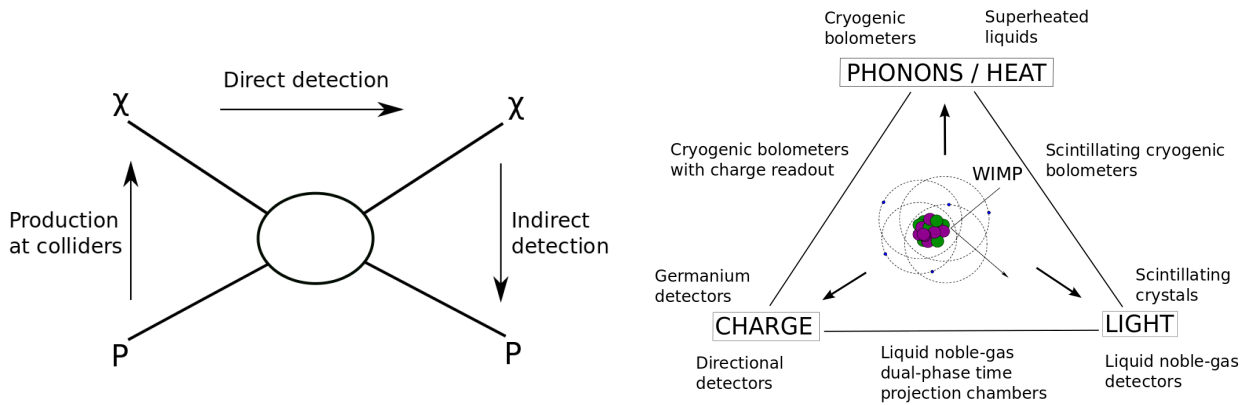 Direct detection
χ
χ
Production
at colliders
Indirect
detection
P
P
Cryogenic
bolometers
Superheated
liquids
PHONONS / HEAT
Cryogenic bolometers
with charge readout
Scintillating cryogenic
bolometers
WIMP
Germanium
detectors
Scintillating
crystals
CHARGE
LIGHT
Directional
detectors
Liquid noble-gas
dual-phase time
projection chambers
Liquid noble-gas
detectors